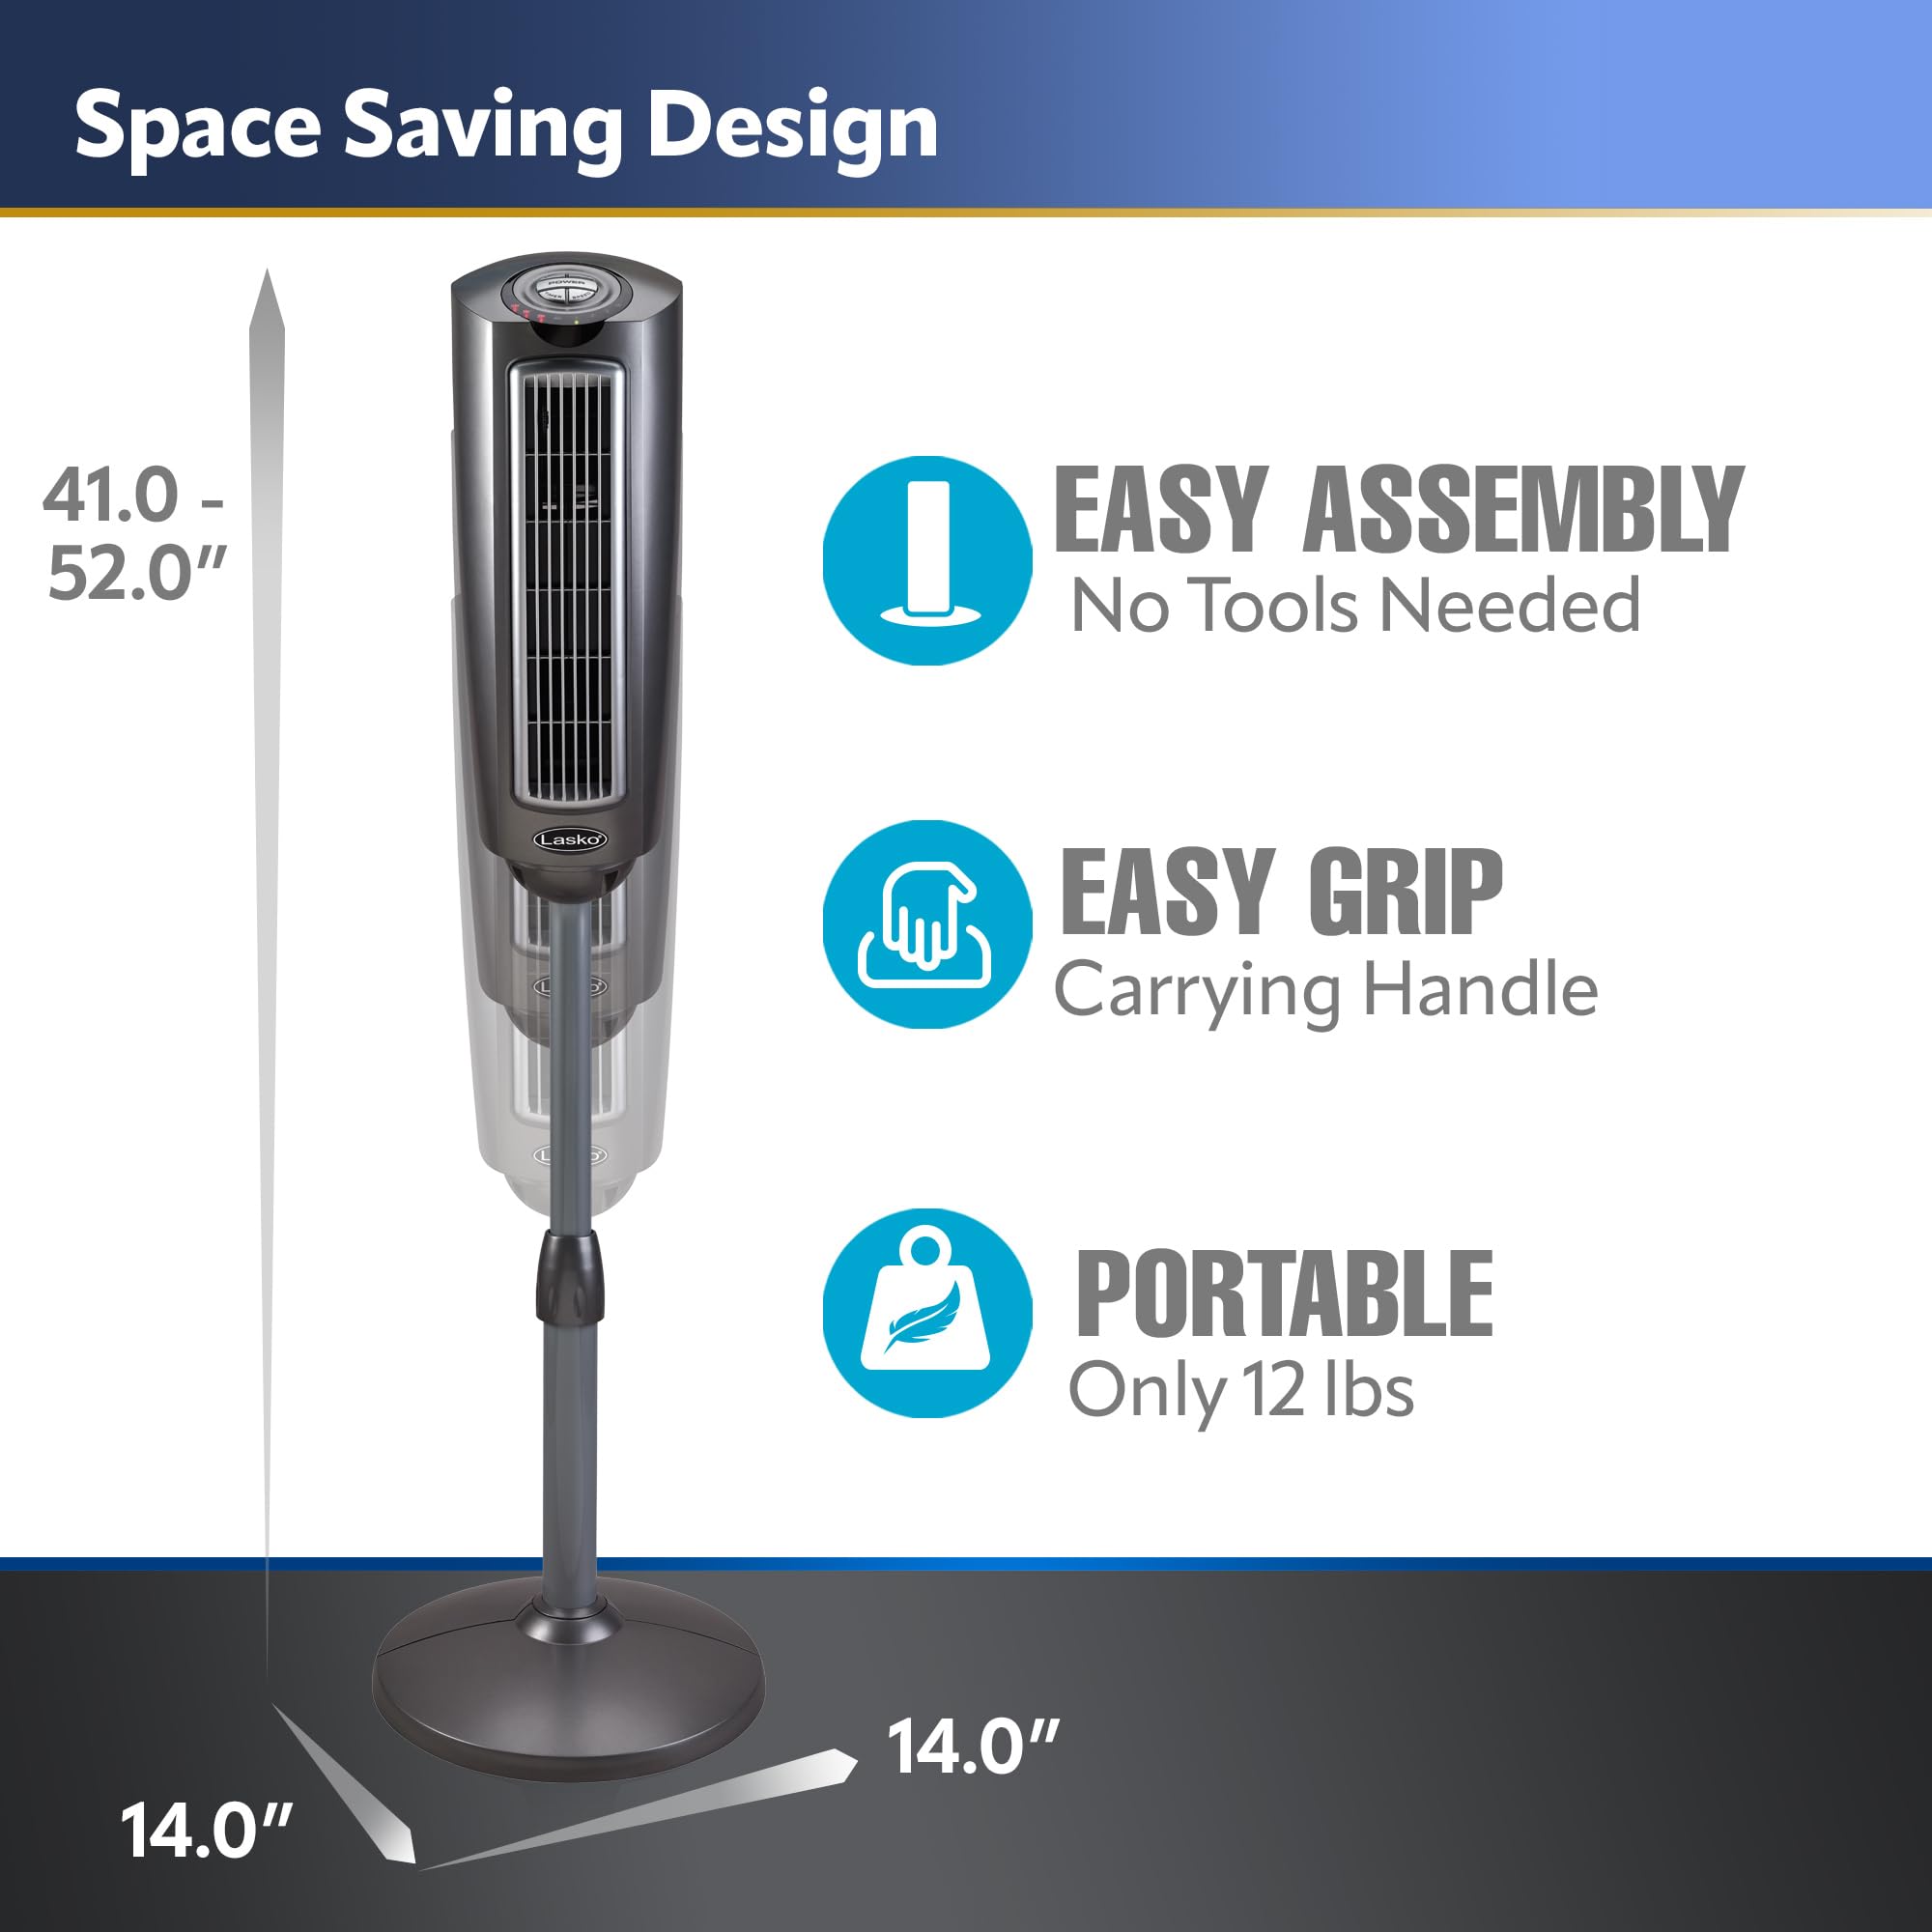 Space Saving Design
41.0 -
52.0"
POWER
Lasko
EASY ASSEMBLY
No Tools Needed
EASY GRIP
Carrying Handle
PORTABLE
Only 12 lbs
14.0"
14.0"